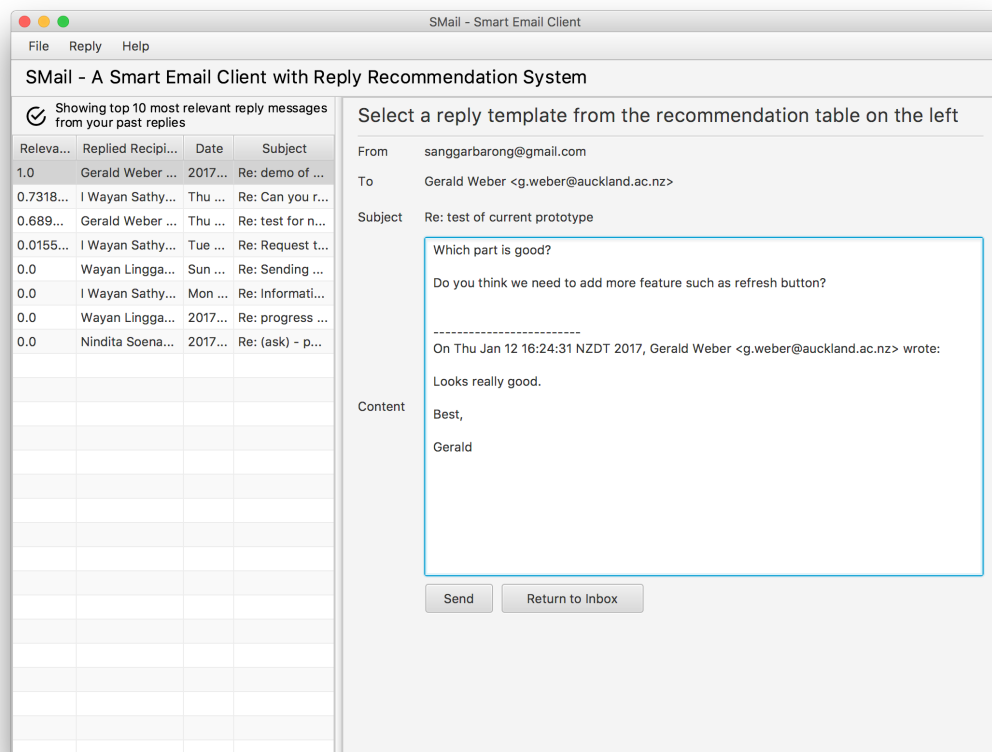 SMail - Smart Email Client
File Reply Help
SMail - A Smart Email Client with Reply Recommendation System
Showing top 10 most relevant reply messages
from your past replies
Releva... Replied Recipi... Date Subject
1.0 Gerald Weber ... 2017... Re: demo of ...
0.7318... I Wayan Sathy... Thu ... Re: Can you r...
0.689... Gerald Weber ... Thu ... Re: test for n...
0.0155... I Wayan Sathy... Tue ... Re: Request t...
0.0 Wayan Lingga... Sun ... Re: Sending ...
0.0 I Wayan Sathy... Mon ... Re: Informati...
0.0 Wayan Lingga... 2017... Re: progress ...
0.0 Nindita Soena... 2017... Re: (ask) - p...
Select a reply template from the recommendation table on the left
From sanggarbarong@gmail.com
To Gerald Weber <g.weber@auckland.ac.nz>
Subject Re: test of current prototype
Content
Which part is good?
Do you think we need to add more feature such as refresh button?
-------------------------
On Thu Jan 12 16:24:31 NZDT 2017, Gerald Weber <g.weber@auckland.ac.nz> wrote:
Looks really good.
Best,
Gerald
Send Return to Inbox